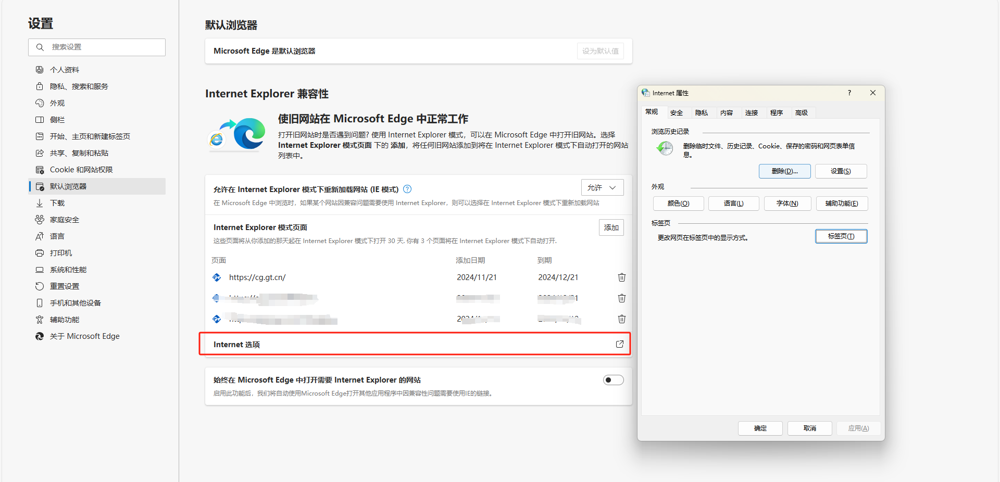 设置
搜索设置
个人资料
隐私、搜索和服务
外观
侧栏
开始、主页和新建标签页
共享、复制和粘贴
Cookie 和网站权限
默认浏览器
下载
家庭安全
语言
打印机
系统和性能
重置设置
手机和其他设备
辅助功能
关于 Microsoft Edge
默认浏览器
Microsoft Edge 是默认浏览器
设为默认值
Internet Explorer 兼容性
使旧网站在 Microsoft Edge 中正常工作
打开旧网站时是否遇到问题? 使用 Internet Explorer 模式，可以在 Microsoft Edge 中打开旧网站。选择
Internet Explorer 模式页面 下的 添加，将任何旧网站添加到将在 Internet Explorer 模式下自动打开的网站
列表中。
允许在 Internet Explorer 模式下重新加载网站 (IE 模式)
允许
在 Microsoft Edge 中浏览时，如果某个网站因兼容问题需要使用 Internet Explorer，则可以选择在 Internet Explorer 模式下重新加载网站
Internet Explorer 模式页面
添加
这些页面将从你添加的那天起在 Internet Explorer 模式下打开 30 天. 你有 3 个页面将在 Internet Explorer 模式下自动打开.
页面 添加日期 到期
https://cg.gt.cn/ 2024/11/21 2024/12/21
Internet 选项
始终在 Microsoft Edge 中打开需要 Internet Explorer 的网站
启用此功能后，我们将自动使用Microsoft Edge打开其他应用程序中因兼容性问题需要使用IE的链接。
Internet 属性
常规 安全 隐私 内容 连接 程序 高级
浏览历史记录
删除临时文件、历史记录、Cookie、保存的密码和网页表单信
息。
删除(D)... 设置(S)
外观
颜色(O) 语言(L) 字体(N) 辅助功能(E)
标签页
更改网页在标签页中的显示方式。
标签页(T)
确定 取消 应用(A)